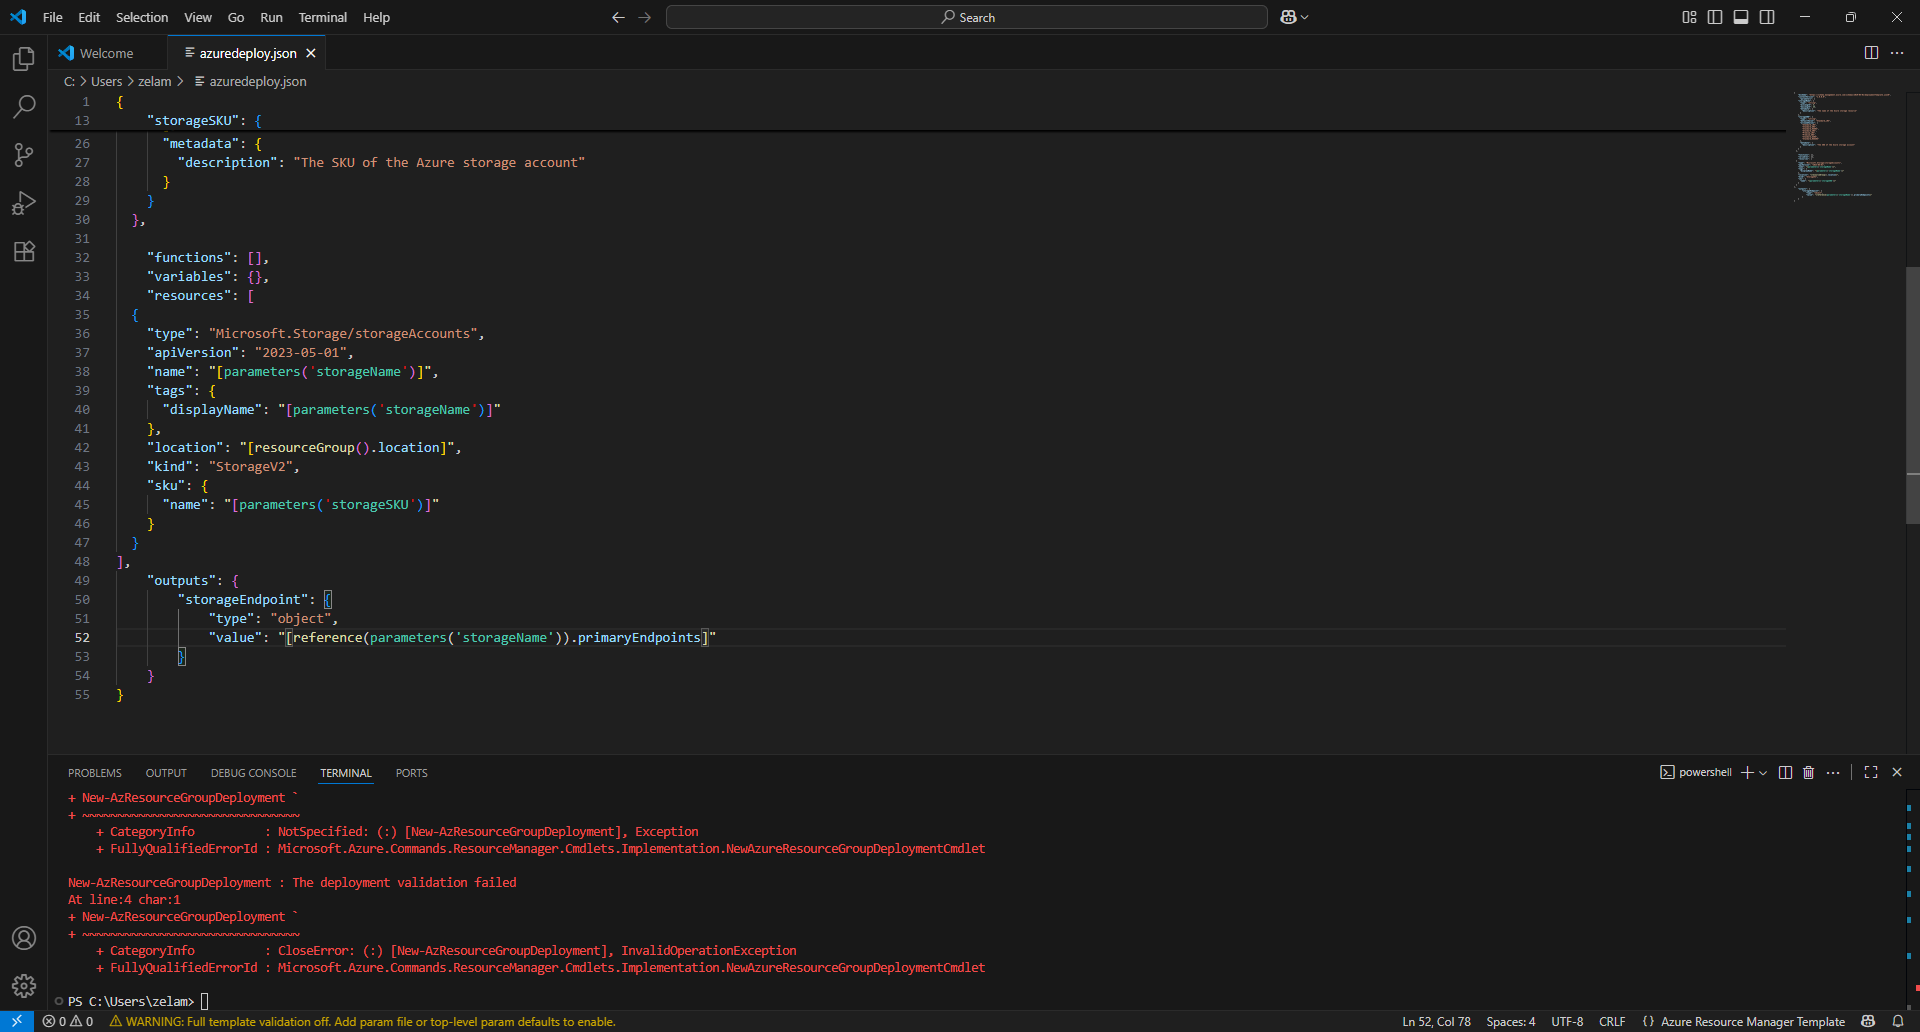 File Edit Selection View Go Run Terminal Help
Search
Welcome
azuredeploy.json
C: > Users > zelam > azuredeploy.json
1 {
13 "storageSKU": {
26 "metadata": {
27 "description": "The SKU of the Azure storage account"
28 }
29 }
30 },
31
32 "functions": [],
33 "variables": {},
34 "resources": [
35 {
36 "type": "Microsoft.Storage/storageAccounts",
37 "apiVersion": "2023-05-01",
38 "name": "[parameters('storageName')]",
39 "tags": {
40 "displayName": "[parameters('storageName')]"
41 },
42 "location": "[resourceGroup().location]",
43 "kind": "StorageV2",
44 "sku": {
45 "name": "[parameters('storageSKU')]"
46 }
47 }
48 ],
49 "outputs": {
50 "storageEndpoint": {
51 "type": "object",
52 "value": "[reference(parameters('storageName')).primaryEndpoints]"
53 }
54 }
55 }
PROBLEMS OUTPUT DEBUG CONSOLE TERMINAL PORTS
powershell
+ New-AzResourceGroupDeployment `
+ ~~~~~~~~~~~~~~~~~~~~~~~~~~~~~~~
+ CategoryInfo : NotSpecified: (:) [New-AzResourceGroupDeployment], Exception
+ FullyQualifiedErrorId : Microsoft.Azure.Commands.ResourceManager.Cmdlets.Implementation.NewAzureResourceGroupDeploymentCmdlet
New-AzResourceGroupDeployment : The deployment validation failed
At line:4 char:1
+ New-AzResourceGroupDeployment `
+ ~~~~~~~~~~~~~~~~~~~~~~~~~~~~~~~
+ CategoryInfo : CloseError: (:) [New-AzResourceGroupDeployment], InvalidOperationException
+ FullyQualifiedErrorId : Microsoft.Azure.Commands.ResourceManager.Cmdlets.Implementation.NewAzureResourceGroupDeploymentCmdlet
PS C:\Users\zelam>
0 0 WARNING: Full template validation off. Add param file or top-level param defaults to enable. Ln 52, Col 78 Spaces: 4 UTF-8 CRLF {} Azure Resource Manager Template